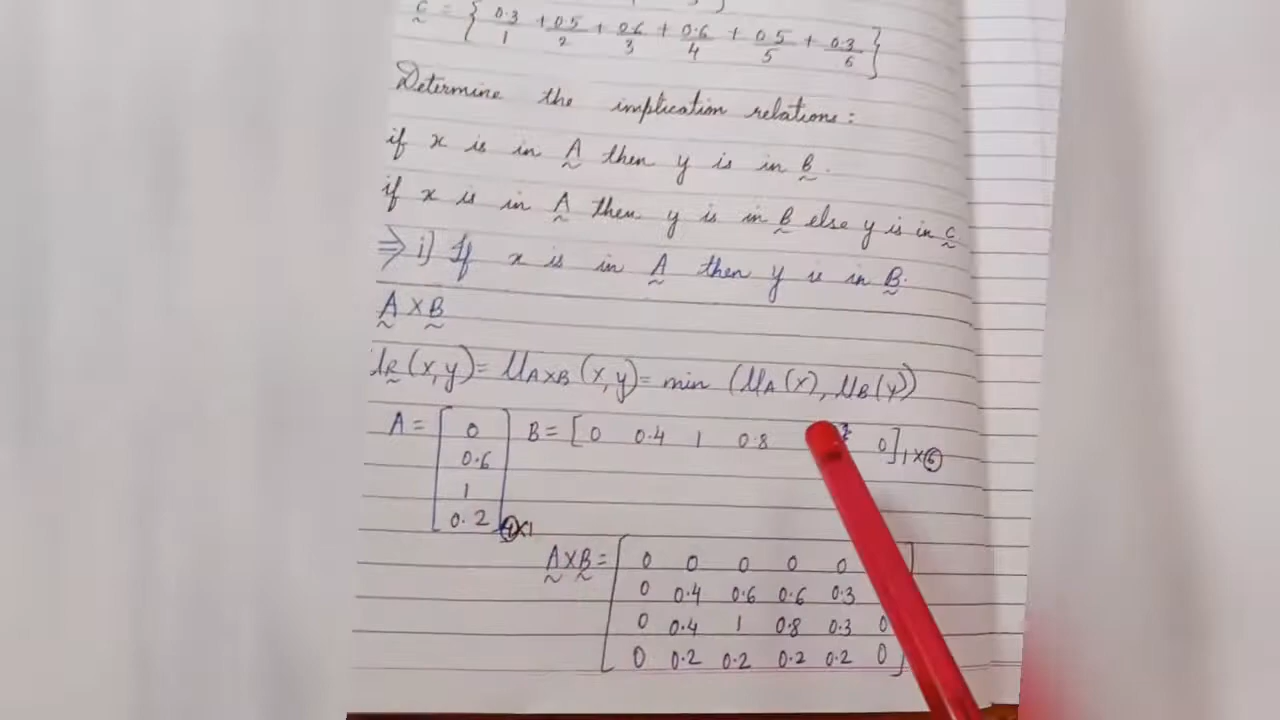 C = { 0.3/1 + 0.5/2 + 0.6/3 + 0.6/4 + 0.5/5 + 0.3/6 }
Determine the implication relations:
if x is in A then y is in B.
if x is in A then y is in B else y is in C
⇒ i] If x is in A then y is in B.
A × B
μR(x,y) = μA×B (x,y) = min (μA(x), μB(y))
A = [ 0 B = [ 0 0.4 1 0.8 0 ] 1×6
0.6
1
0.2 ] 4×1
A×B = [ 0 0 0 0 0
0 0.4 0.6 0.6 0.3
0 0.4 1 0.8 0.3 0
0 0.2 0.2 0.2 0.2 0 ]